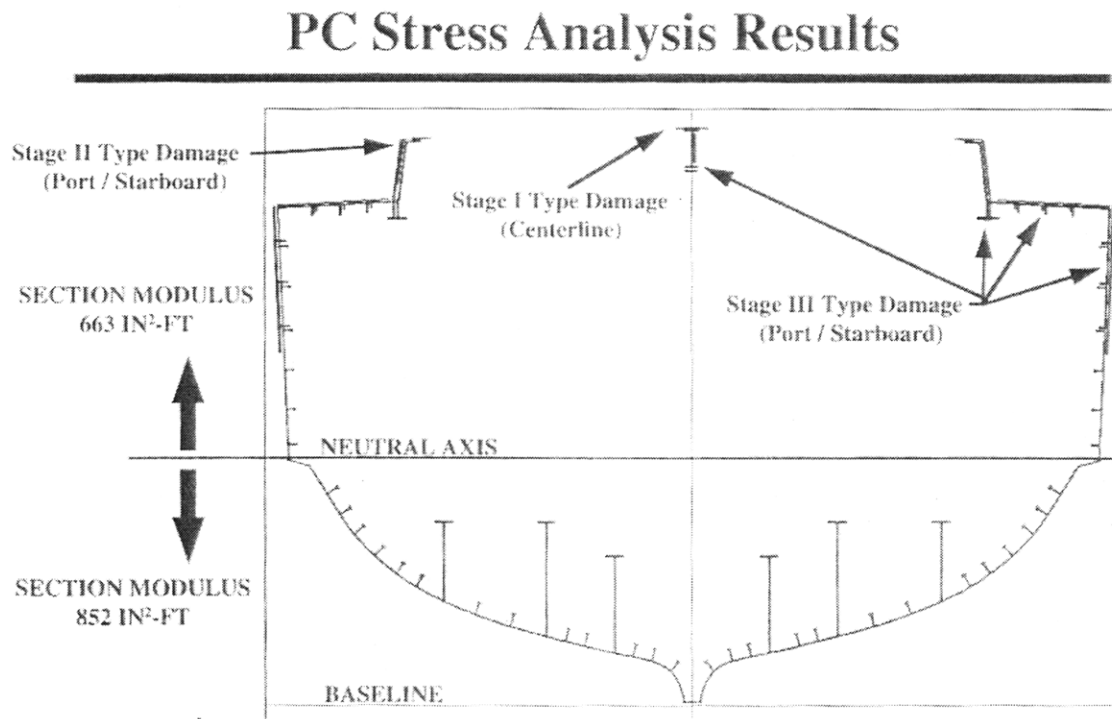 PC Stress Analysis Results
Stage II Type Damage
(Port / Starboard)
Stage I Type Damage
(Centerline)
SECTION MODULUS
663 IN²-FT
Stage III Type Damage
(Port / Starboard)
NEUTRAL AXIS
SECTION MODULUS
852 IN²-FT
BASELINE